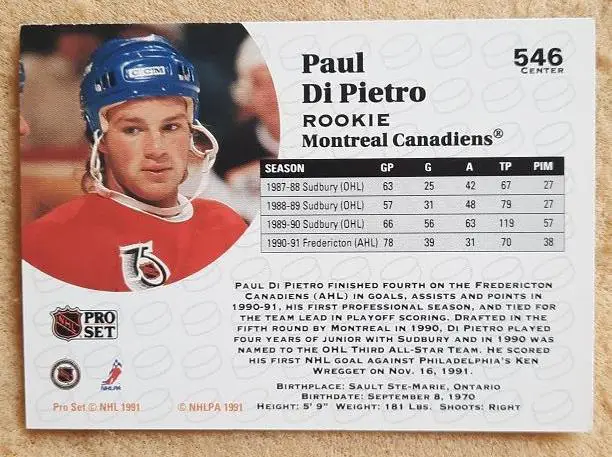 CCM
75
Paul
Di Pietro
ROOKIE
Montreal Canadiens®
546
CENTER
SEASON GP G A TP PIM
1987-88 Sudbury (OHL) 63 25 42 67 27
1988-89 Sudbury (OHL) 57 31 48 79 27
1989-90 Sudbury (OHL) 66 56 63 119 57
1990-91 Fredericton (AHL) 78 39 31 70 38
PAUL DI PIETRO FINISHED FOURTH ON THE FREDERICTON
CANADIENS (AHL) IN GOALS, ASSISTS AND POINTS IN
1990-91, HIS FIRST PROFESSIONAL SEASON, AND TIED FOR
THE TEAM LEAD IN PLAYOFF SCORING. DRAFTED IN THE
FIFTH ROUND BY MONTREAL IN 1990, DI PIETRO PLAYED
FOUR YEARS OF JUNIOR WITH SUDBURY AND IN 1990 WAS
NAMED TO THE OHL THIRD ALL-STAR TEAM. HE SCORED
HIS FIRST NHL GOAL AGAINST PHILADELPHIA'S KEN
WREGGET ON NOV. 16, 1991.
BIRTHPLACE: SAULT STE-MARIE, ONTARIO
BIRTHDATE: SEPTEMBER 8, 1970
HEIGHT: 5' 9" WEIGHT: 181 LBS. SHOOTS: RIGHT
NHL PRO
SET
NHLPA
Pro Set © NHL 1991 © NHLPA 1991